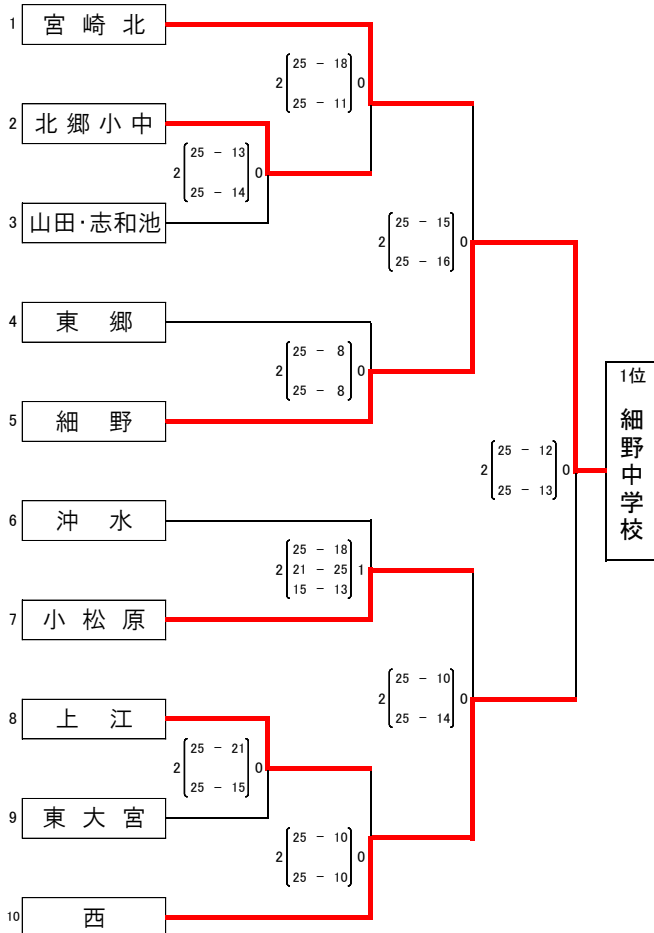 1 宮崎北
2 25 - 18 0
25 - 11
2 北郷小中
2 25 - 13 0
25 - 14
3 山田･志和池
2 25 - 15 0
25 - 16
4 東郷
2 25 - 8 0
25 - 8
5 細野
1位
細野中学校
2 25 - 12 0
25 - 13
6 沖水
25 - 18
2 21 - 25 1
15 - 13
7 小松原
2 25 - 10 0
25 - 14
8 上江
2 25 - 21 0
25 - 15
9 東大宮
2 25 - 10 0
25 - 10
10 西